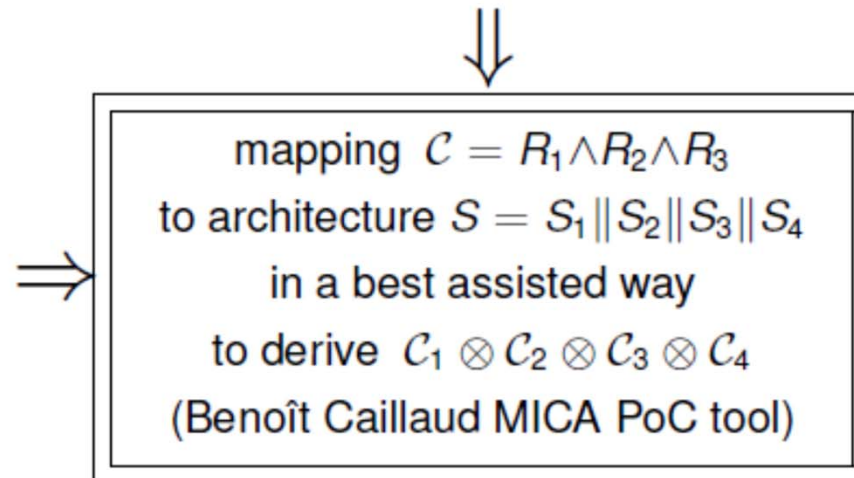 ⇓
⇒
mapping 𝒞 = R₁∧R₂∧R₃
to architecture S = S₁‖S₂‖S₃‖S₄
in a best assisted way
to derive 𝒞₁ ⊗ 𝒞₂ ⊗ 𝒞₃ ⊗ 𝒞₄
(Benoît Caillaud MICA PoC tool)